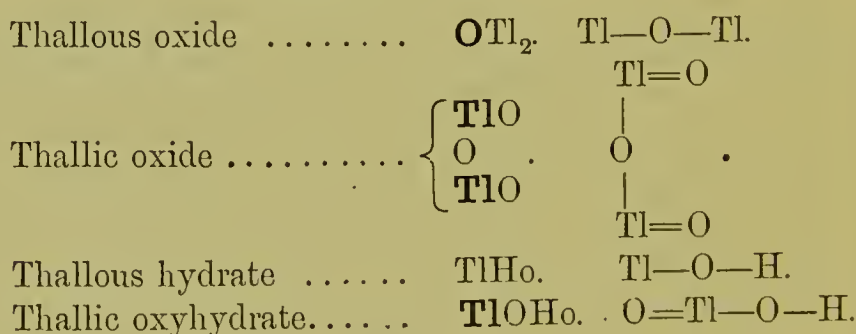 Thallous oxide ........ OTl₂. Tl—O—Tl.
Tl=O
|
Thallic oxide .......... { TlO O TlO . O .
|
Tl=O
Thallous hydrate ...... TlHo. Tl—O—H.
Thallic oxyhydrate...... TlOHo. O=Tl—O—H.